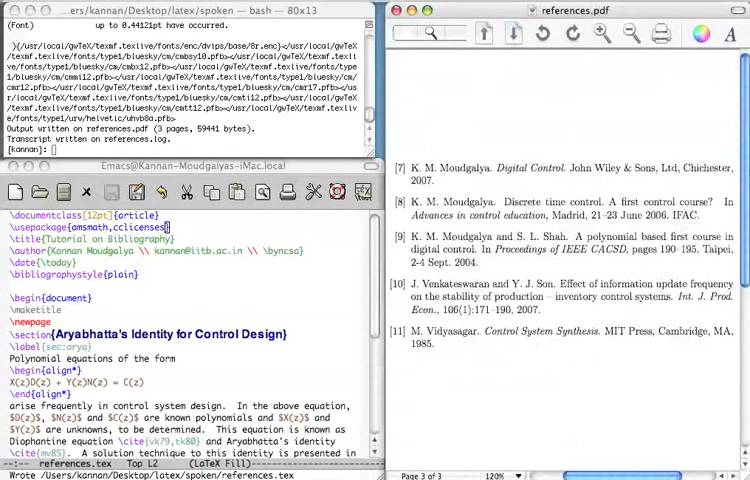 ...ers/kannan/Desktop/latex/spoken — bash — 80x13
(Font) up to 0.44121pt have occurred.
){/usr/local/gwTeX/texmf.texlive/fonts/enc/dvips/base/8r.enc}</usr/local/gwTeX
/texmf.texlive/fonts/type1/bluesky/cm/cmbsy10.pfb></usr/local/gwTeX/texmf.texli
ve/fonts/type1/bluesky/cm/cmbx12.pfb></usr/local/gwTeX/texmf.texlive/fonts/type
1/bluesky/cm/cmmi12.pfb></usr/local/gwTeX/texmf.texlive/fonts/type1/bluesky/cm/
cmr12.pfb></usr/local/gwTeX/texmf.texlive/fonts/type1/bluesky/cm/cmr17.pfb></us
r/local/gwTeX/texmf.texlive/fonts/type1/bluesky/cm/cmti12.pfb></usr/local/gwTeX
/texmf.texlive/fonts/type1/bluesky/cm/cmtt12.pfb></usr/local/gwTeX/texmf.texliv
e/fonts/type1/urw/helvetic/uhvb8a.pfb>
Output written on references.pdf (3 pages, 59441 bytes).
Transcript written on references.log.
[kannan]:
Emacs@Kannan-Moudgalyas-iMac.local
\documentclass[12pt]{article}
\usepackage{amsmath,cclicenses}
\title{Tutorial on Bibliography}
\author{Kannan Moudgalya \\ kannan@iitb.ac.in \\ \byncsa}
\date{\today}
\bibliographystyle{plain}
\begin{document}
\maketitle
\newpage
\section{Aryabhatta's Identity for Control Design}
\label{sec:arya}
Polynomial equations of the form
\begin{align*}
X(z)D(z) + Y(z)N(z) = C(z)
\end{align*}
arise frequently in control system design. In the above equation,
$D(z)$, $N(z)$ and $C(z)$ are known polynomials and $X(z)$ and
$Y(z)$ are unknowns, to be determined. This equation is known as
Diophantine equation \cite{vk79,tk80} and Aryabhatta's identity
\cite{mv85}. A solution technique to this identity is presented in
--:-- references.tex Top L2 (LaTeX Fill)
Wrote /Users/kannan/Desktop/latex/spoken/references.tex
references.pdf
[7] K. M. Moudgalya. Digital Control. John Wiley & Sons, Ltd, Chichester,
2007.
[8] K. M. Moudgalya. Discrete time control. A first control course? In
Advances in control education, Madrid, 21–23 June 2006. IFAC.
[9] K. M. Moudgalya and S. L. Shah. A polynomial based first course in
digital control. In Proceedings of IEEE CACSD, pages 190–195, Taipei,
2-4 Sept. 2004.
[10] J. Venkateswaran and Y. J. Son. Effect of information update frequency
on the stability of production – inventory control systems. Int. J. Prod.
Econ., 106(1):171–190, 2007.
[11] M. Vidyasagar. Control System Synthesis. MIT Press, Cambridge, MA,
1985.
Page 3 of 3 120%